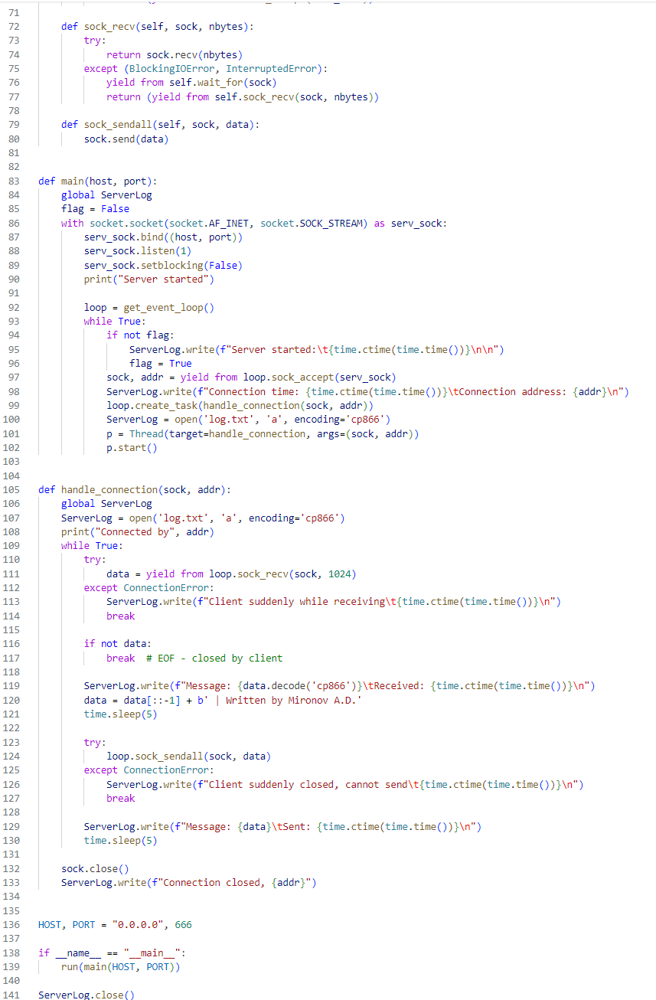 71
72 def sock_recv(self, sock, nbytes):
73 try:
74 return sock.recv(nbytes)
75 except (BlockingIOError, InterruptedError):
76 yield from self.wait_for(sock)
77 return (yield from self.sock_recv(sock, nbytes))
78
79 def sock_sendall(self, sock, data):
80 sock.send(data)
81
82
83 def main(host, port):
84 global ServerLog
85 flag = False
86 with socket.socket(socket.AF_INET, socket.SOCK_STREAM) as serv_sock:
87 serv_sock.bind((host, port))
88 serv_sock.listen(1)
89 serv_sock.setblocking(False)
90 print("Server started")
91
92 loop = get_event_loop()
93 while True:
94 if not flag:
95 ServerLog.write(f"Server started:\t{time.ctime(time.time())}\n\n")
96 flag = True
97 sock, addr = yield from loop.sock_accept(serv_sock)
98 ServerLog.write(f"Connection time: {time.ctime(time.time())}\tConnection address: {addr}\n")
99 loop.create_task(handle_connection(sock, addr))
100 ServerLog = open('log.txt', 'a', encoding='cp866')
101 p = Thread(target=handle_connection, args=(sock, addr))
102 p.start()
103
104
105 def handle_connection(sock, addr):
106 global ServerLog
107 ServerLog = open('log.txt', 'a', encoding='cp866')
108 print("Connected by", addr)
109 while True:
110 try:
111 data = yield from loop.sock_recv(sock, 1024)
112 except ConnectionError:
113 ServerLog.write(f"Client suddenly while receiving\t{time.ctime(time.time())}\n")
114 break
115
116 if not data:
117 break  # EOF - closed by client
118
119 ServerLog.write(f"Message: {data.decode('cp866')}\tReceived: {time.ctime(time.time())}\n")
120 data = data[::-1] + b' | Written by Mironov A.D.'
121 time.sleep(5)
122
123 try:
124 loop.sock_sendall(sock, data)
125 except ConnectionError:
126 ServerLog.write(f"Client suddenly closed, cannot send\t{time.ctime(time.time())}\n")
127 break
128
129 ServerLog.write(f"Message: {data}\tSent: {time.ctime(time.time())}\n")
130 time.sleep(5)
131
132 sock.close()
133 ServerLog.write(f"Connection closed, {addr}")
134
135
136 HOST, PORT = "0.0.0.0", 666
137
138 if __name__ == "__main__":
139 run(main(HOST, PORT))
140
141 ServerLog.close()